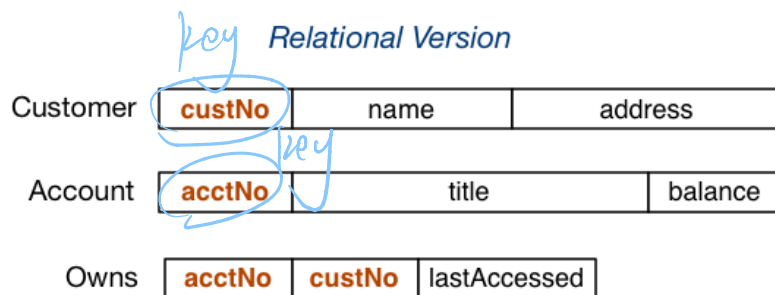 key
Relational Version
Customer custNo name address
key
Account acctNo title balance
Owns acctNo custNo lastAccessed